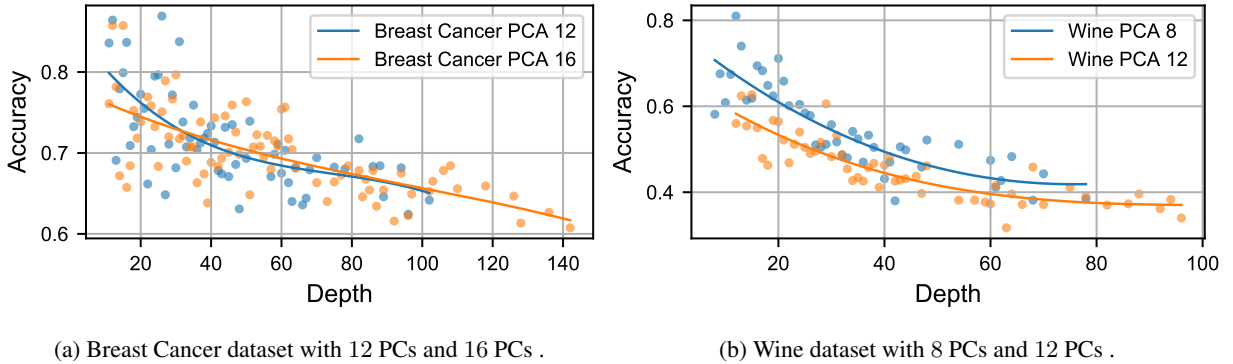 Accuracy
0.8
0.7
0.6
Breast Cancer PCA 12
Breast Cancer PCA 16
20 40 60 80 100 120 140
Depth
Accuracy
0.8
0.6
0.4
Wine PCA 8
Wine PCA 12
20 40 60 80 100
Depth
(a) Breast Cancer dataset with 12 PCs and 16 PCs .
(b) Wine dataset with 8 PCs and 12 PCs .